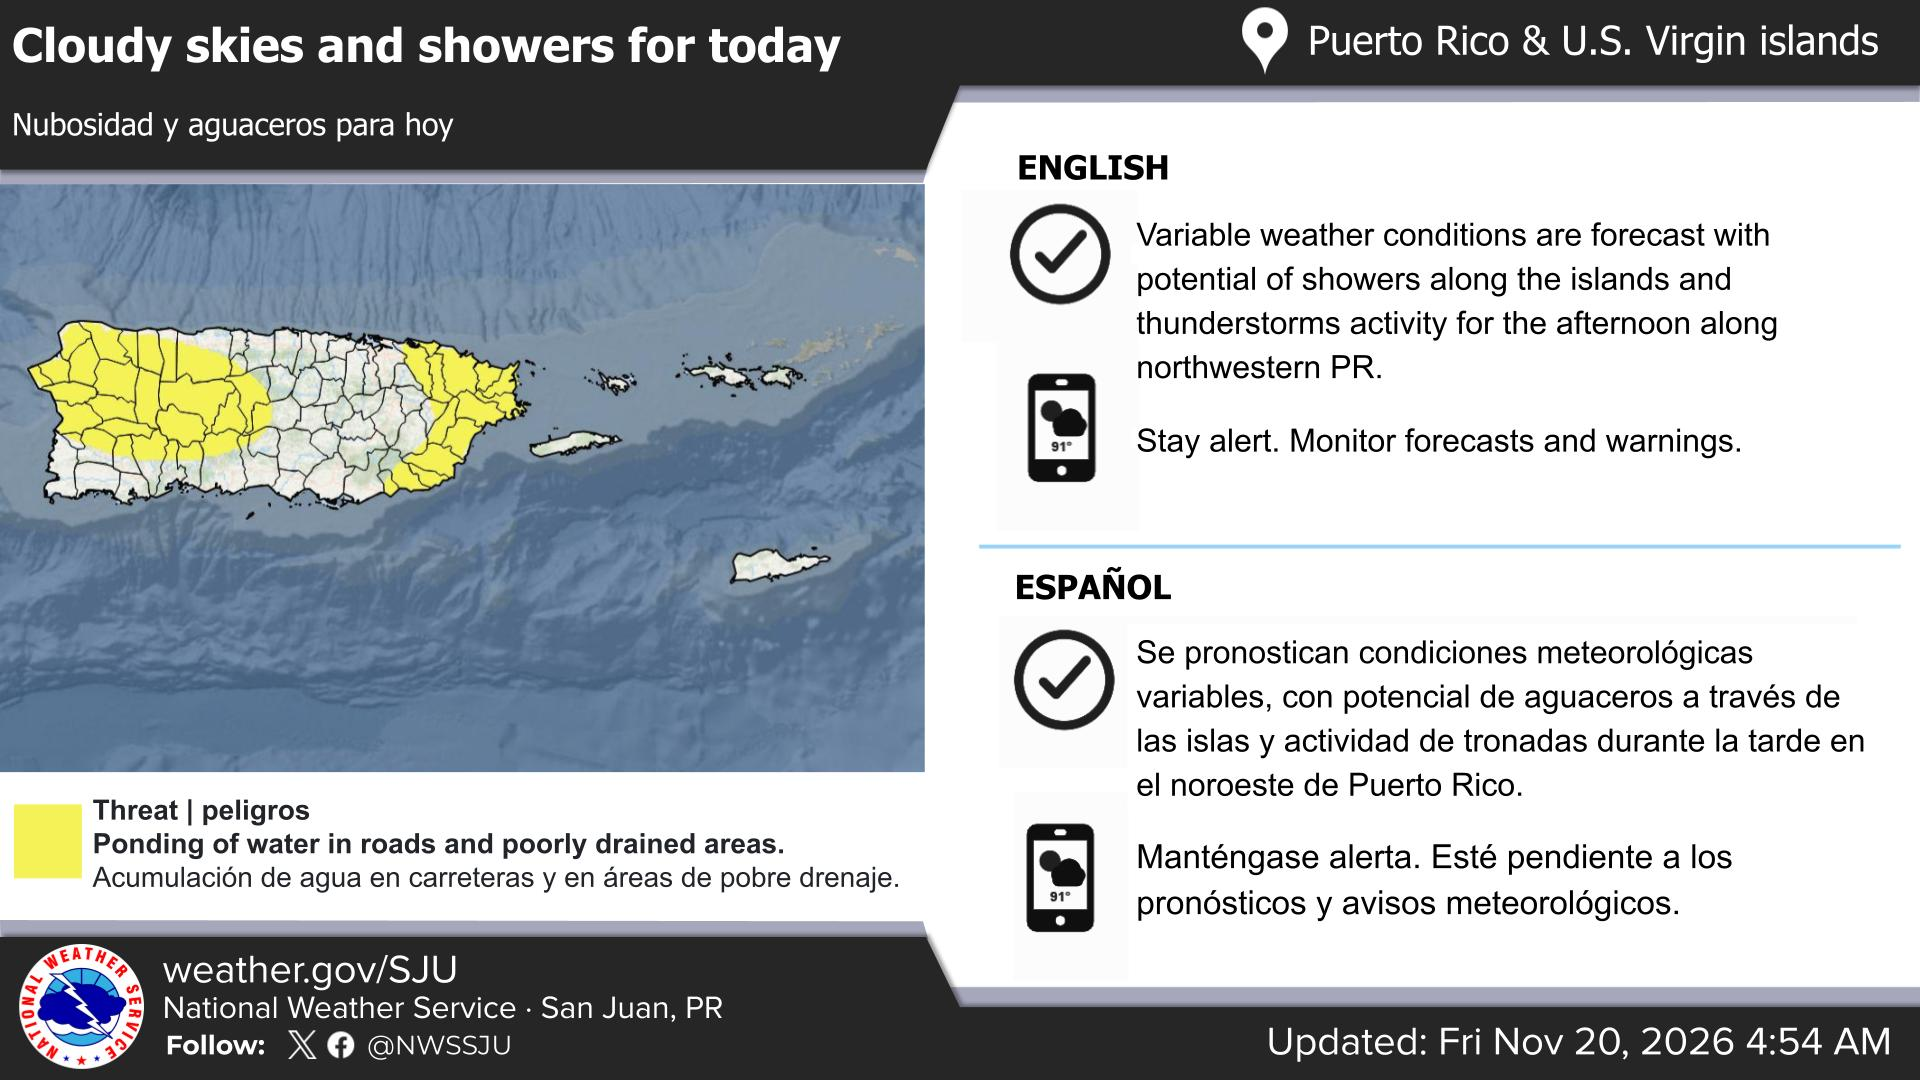 Cloudy skies and showers for today
Nubosidad y aguaceros para hoy
Puerto Rico & U.S. Virgin islands
ENGLISH
Variable weather conditions are forecast with
potential of showers along the islands and
thunderstorms activity for the afternoon along
northwestern PR.
91°
Stay alert. Monitor forecasts and warnings.
ESPAÑOL
Se pronostican condiciones meteorológicas
variables, con potencial de aguaceros a través de
las islas y actividad de tronadas durante la tarde en
el noroeste de Puerto Rico.
91°
Manténgase alerta. Esté pendiente a los
pronósticos y avisos meteorológicos.
Threat | peligros
Ponding of water in roads and poorly drained areas.
Acumulación de agua en carreteras y en áreas de pobre drenaje.
NATIONAL WEATHER SERVICE
weather.gov/SJU
National Weather Service · San Juan, PR
Follow: @NWSSJU
Updated: Fri Nov 20, 2026 4:54 AM